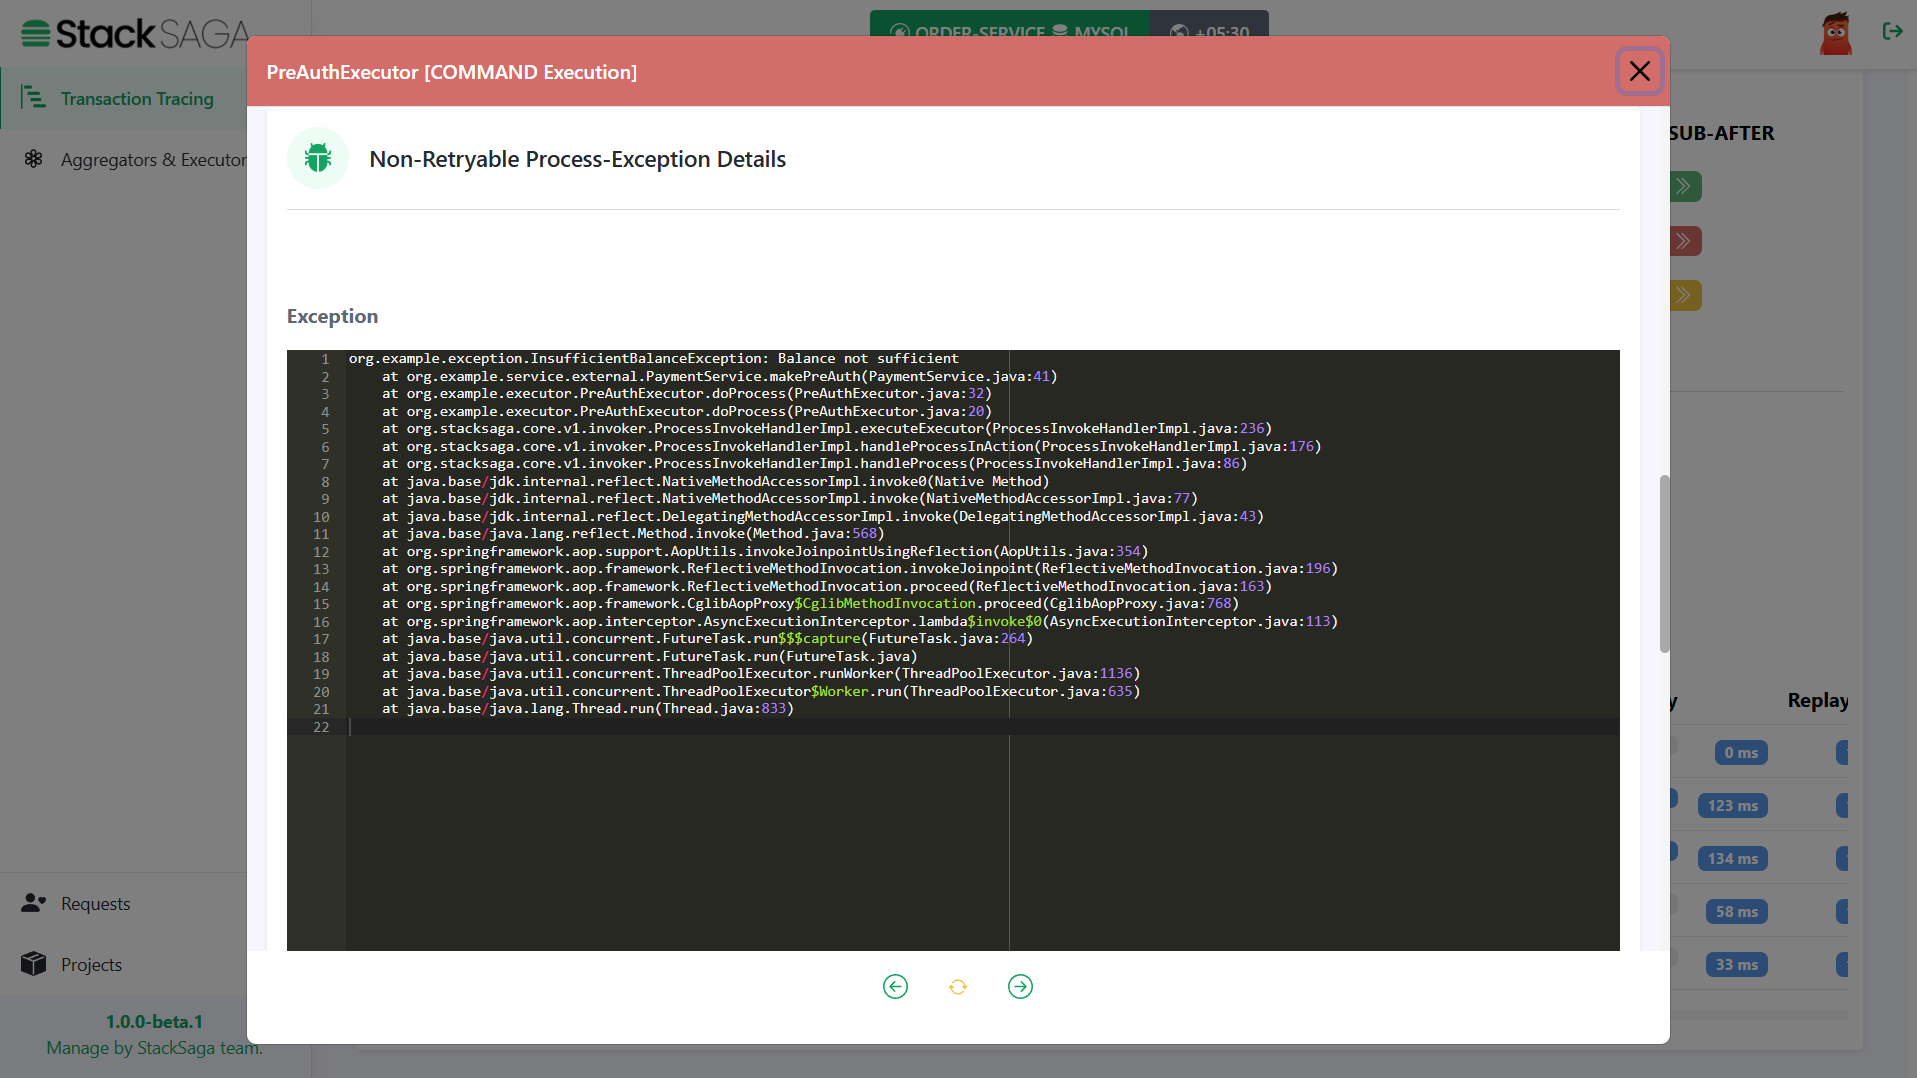 StackSAGA
ORDER-SERVICE MYSQL
+05:30
PreAuthExecutor [COMMAND Execution]
Transaction Tracing
Aggregators & Executor
Non-Retryable Process-Exception Details
SUB-AFTER
Exception
1 org.example.exception.InsufficientBalanceException: Balance not sufficient
2 at org.example.service.external.PaymentService.makePreAuth(PaymentService.java:41)
3 at org.example.executor.PreAuthExecutor.doProcess(PreAuthExecutor.java:32)
4 at org.example.executor.PreAuthExecutor.doProcess(PreAuthExecutor.java:20)
5 at org.stacksaga.core.v1.invoker.ProcessInvokeHandlerImpl.executeExecutor(ProcessInvokeHandlerImpl.java:236)
6 at org.stacksaga.core.v1.invoker.ProcessInvokeHandlerImpl.handleProcessInAction(ProcessInvokeHandlerImpl.java:176)
7 at org.stacksaga.core.v1.invoker.ProcessInvokeHandlerImpl.handleProcess(ProcessInvokeHandlerImpl.java:86)
8 at java.base/jdk.internal.reflect.NativeMethodAccessorImpl.invoke0(Native Method)
9 at java.base/jdk.internal.reflect.NativeMethodAccessorImpl.invoke(NativeMethodAccessorImpl.java:77)
10 at java.base/jdk.internal.reflect.DelegatingMethodAccessorImpl.invoke(DelegatingMethodAccessorImpl.java:43)
11 at java.base/java.lang.reflect.Method.invoke(Method.java:568)
12 at org.springframework.aop.support.AopUtils.invokeJoinpointUsingReflection(AopUtils.java:354)
13 at org.springframework.aop.framework.ReflectiveMethodInvocation.invokeJoinpoint(ReflectiveMethodInvocation.java:196)
14 at org.springframework.aop.framework.ReflectiveMethodInvocation.proceed(ReflectiveMethodInvocation.java:163)
15 at org.springframework.aop.framework.CglibAopProxy$CglibMethodInvocation.proceed(CglibAopProxy.java:768)
16 at org.springframework.aop.interceptor.AsyncExecutionInterceptor.lambda$invoke$0(AsyncExecutionInterceptor.java:113)
17 at java.base/java.util.concurrent.FutureTask.run$$$capture(FutureTask.java:264)
18 at java.base/java.util.concurrent.FutureTask.run(FutureTask.java)
19 at java.base/java.util.concurrent.ThreadPoolExecutor.runWorker(ThreadPoolExecutor.java:1136)
20 at java.base/java.util.concurrent.ThreadPoolExecutor$Worker.run(ThreadPoolExecutor.java:635)
21 at java.base/java.lang.Thread.run(Thread.java:833)
22
y Replay
0 ms
123 ms
134 ms
58 ms
33 ms
Requests
Projects
1.0.0-beta.1
Manage by StackSaga team.